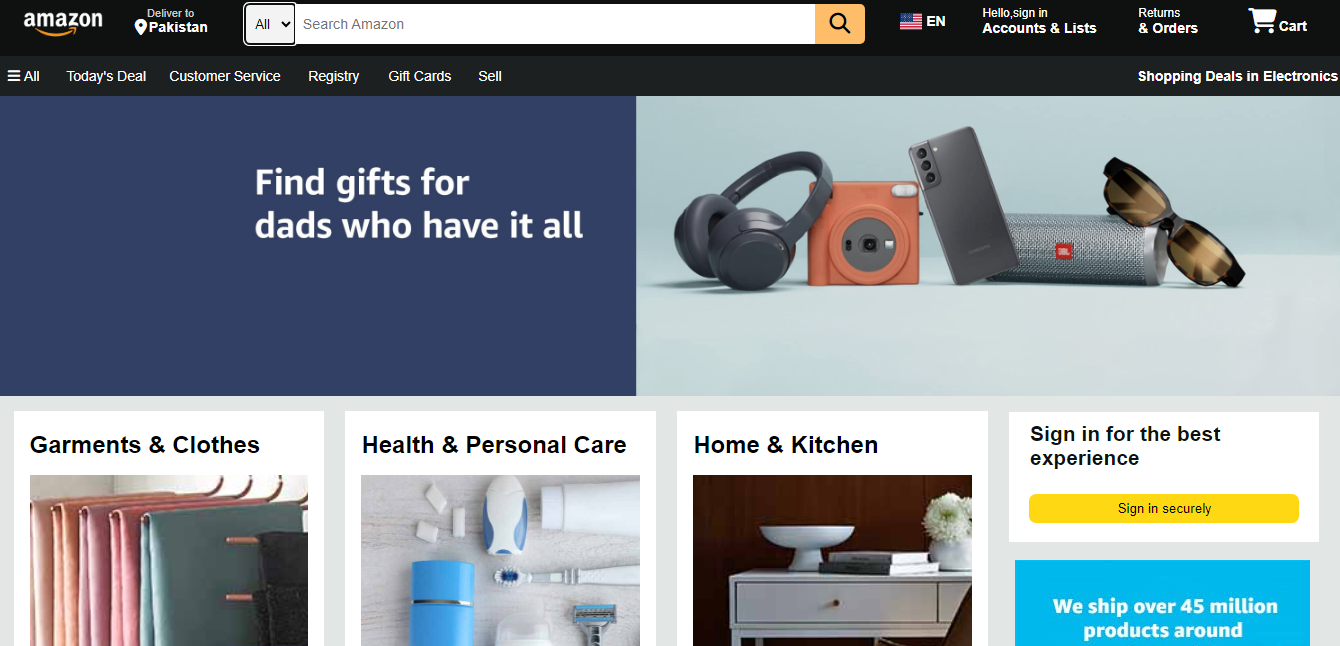 amazon
Deliver to
Pakistan
All
Search Amazon
EN
Hello,sign in
Accounts & Lists
Returns
& Orders
Cart
All
Today's Deal
Customer Service
Registry
Gift Cards
Sell
Shopping Deals in Electronics
Find gifts for
dads who have it all
JBL
Garments & Clothes
Health & Personal Care
Home & Kitchen
Sign in for the best
experience
Sign in securely
We ship over 45 million
products around